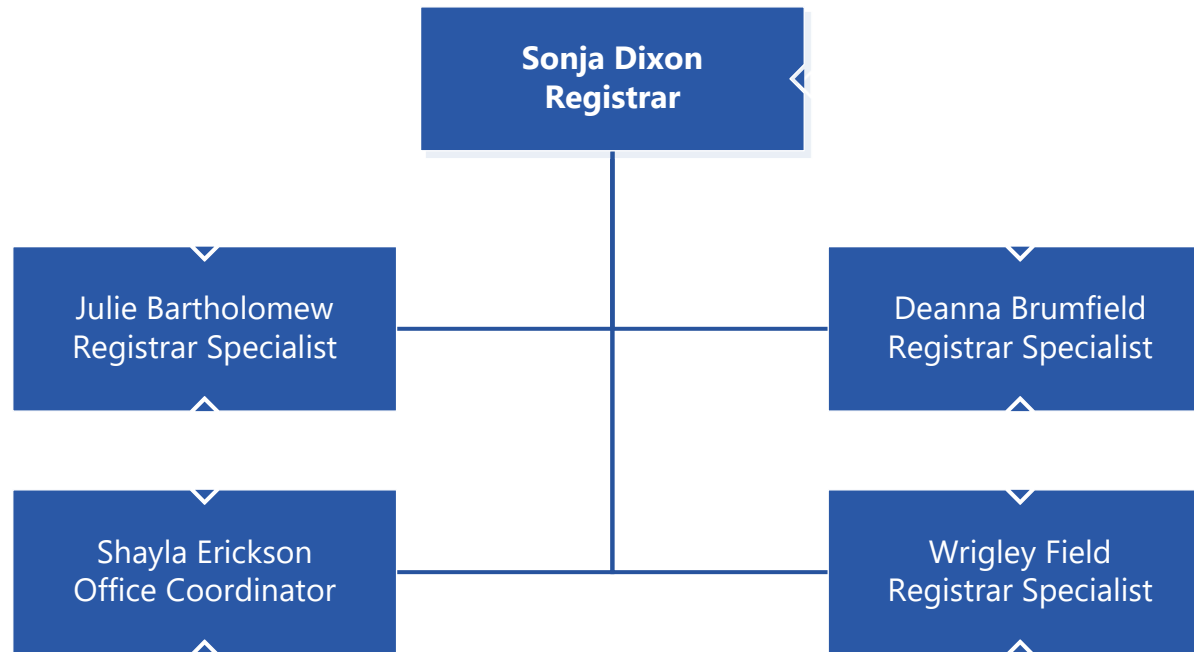 Sonja Dixon
Registrar
Julie Bartholomew
Registrar Specialist
Deanna Brumfield
Registrar Specialist
Shayla Erickson
Office Coordinator
Wrigley Field
Registrar Specialist